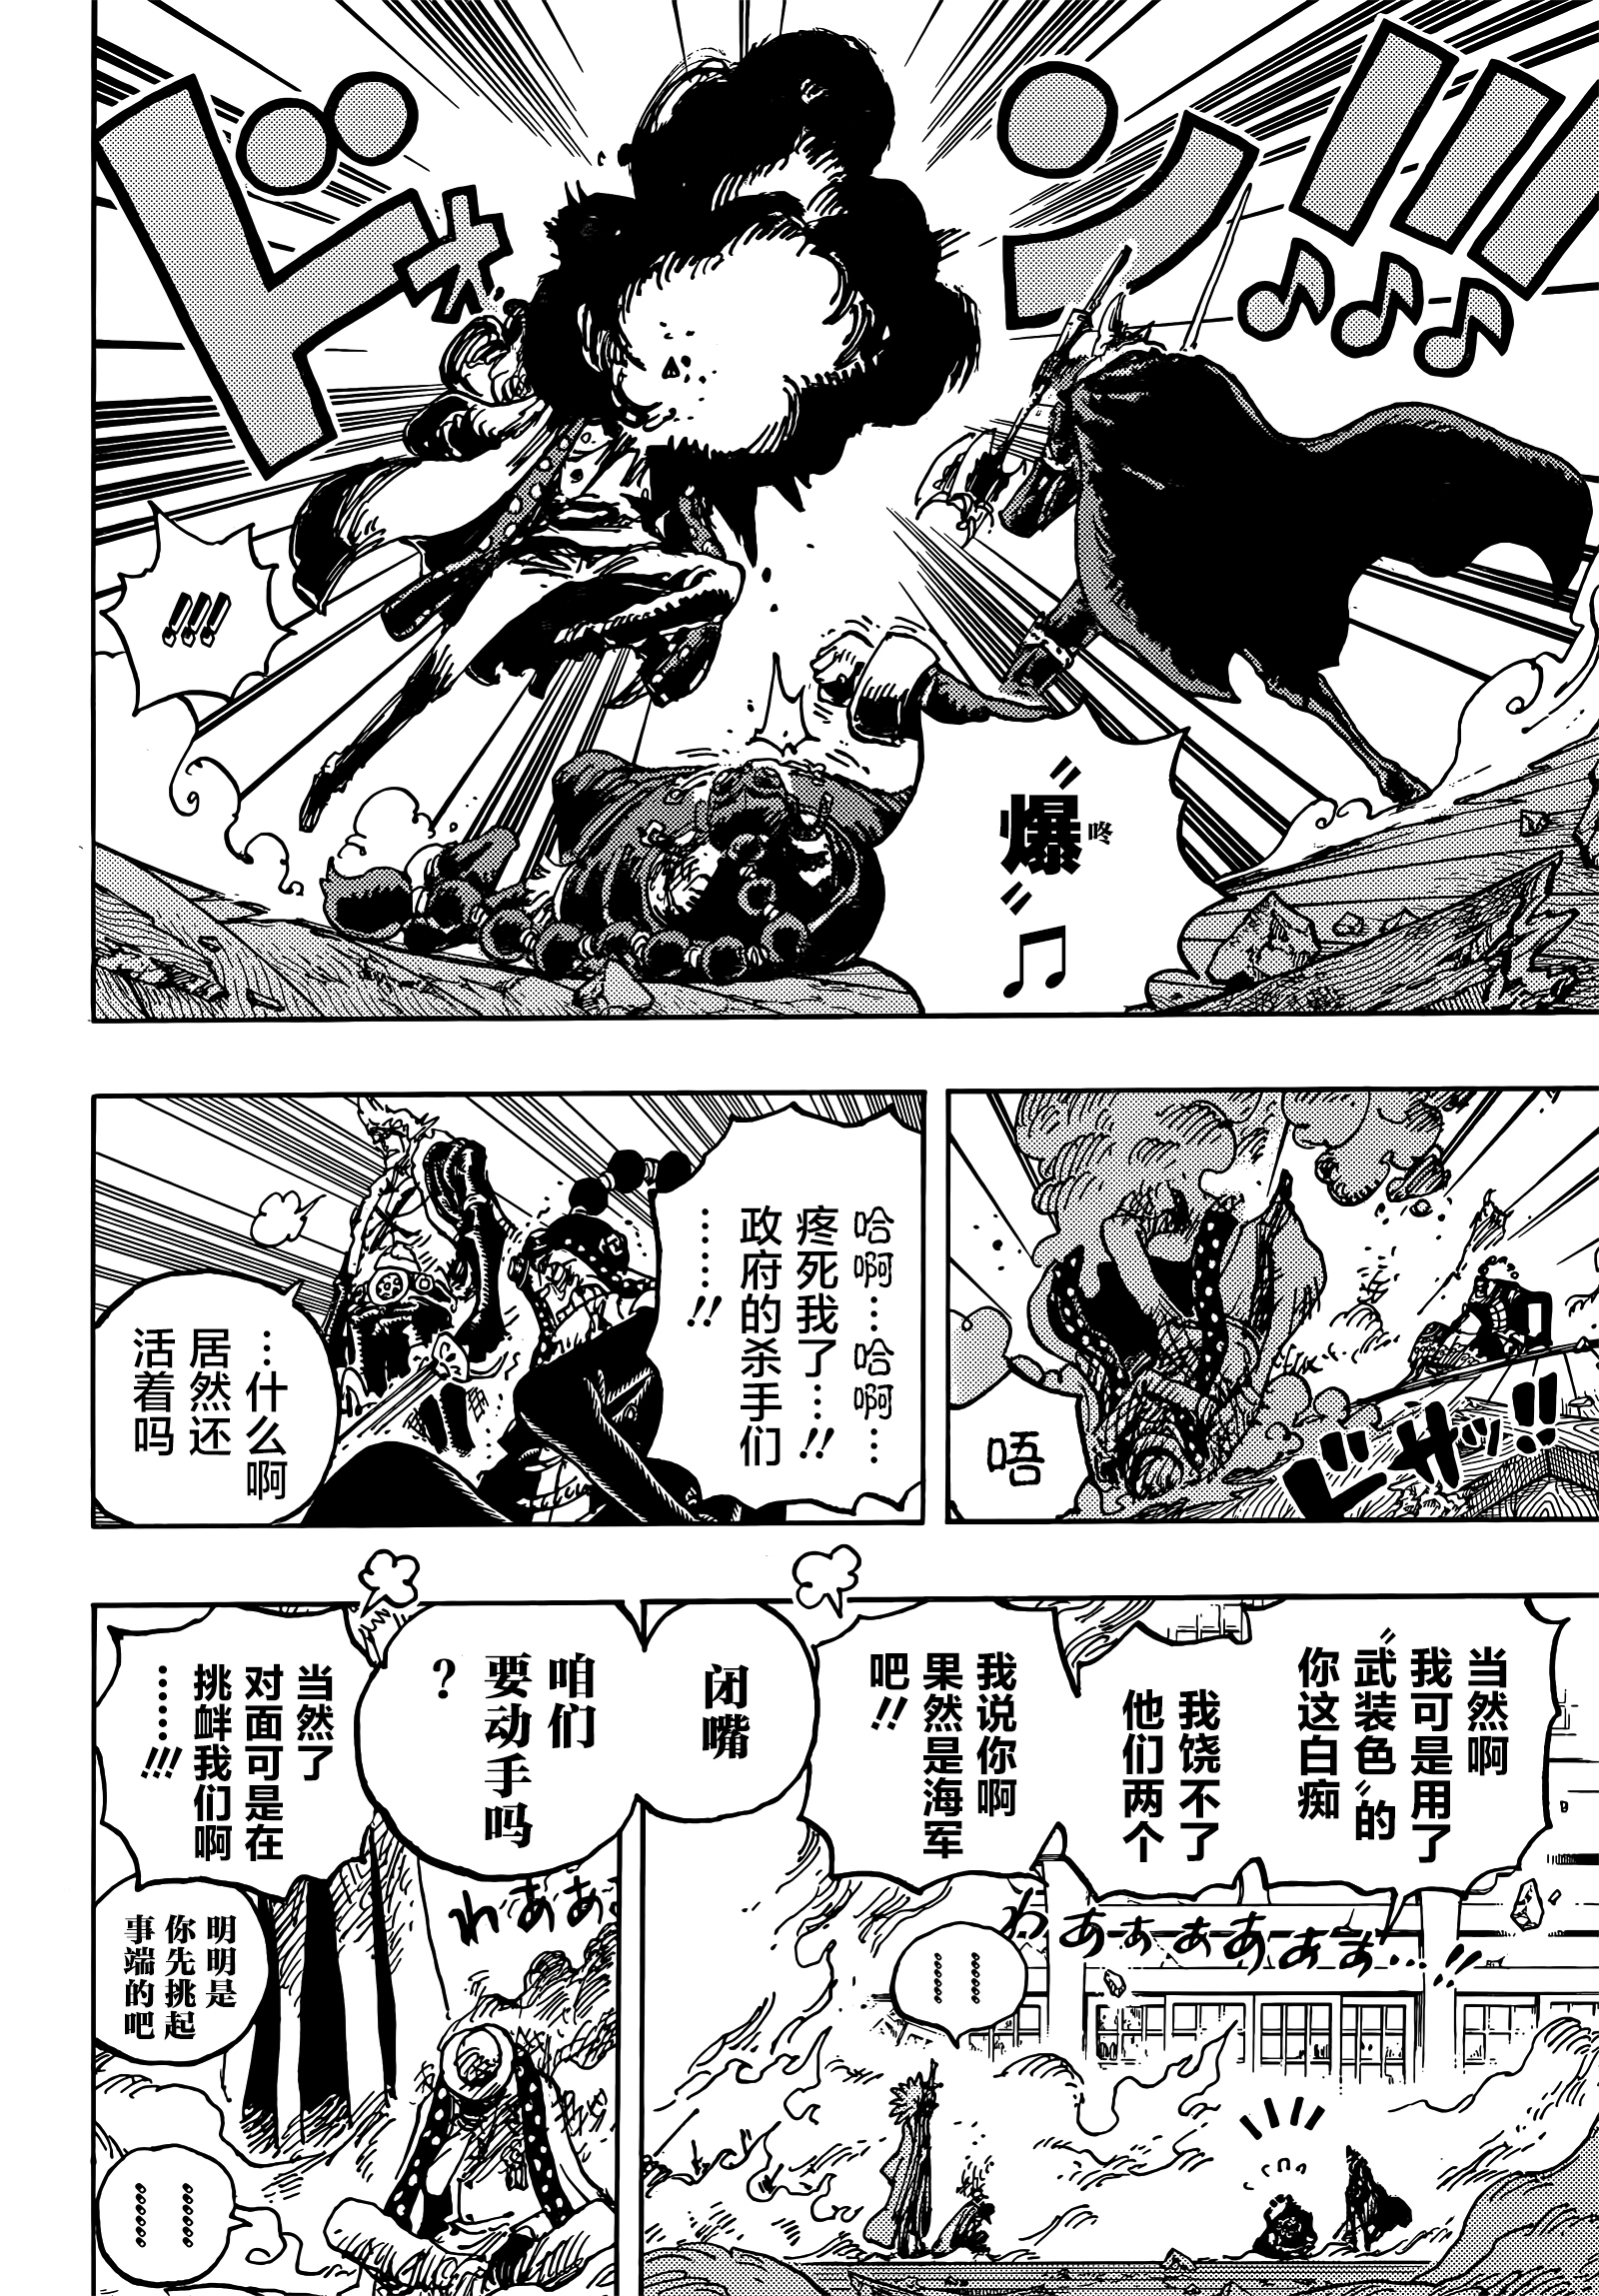 ドォン!!!♪♪♪
!!!
〝爆〟♫
咚
ドサッ!!
唔
哈啊…哈啊…
疼死我了…!!
政府的杀手们
……!!
…什么啊
居然还
活着吗
当然啊
我可是用了
〝武装色〟的
你这白痴
我饶不了
他们两个
我说你啊
果然是海军
吧!!
わあああああ…!!
……
闭嘴
咱们
要动手吗
?
当然了
对面可是在
挑衅我们啊
……!!!
わああぁ
明明是
你先挑起
事端的吧
……